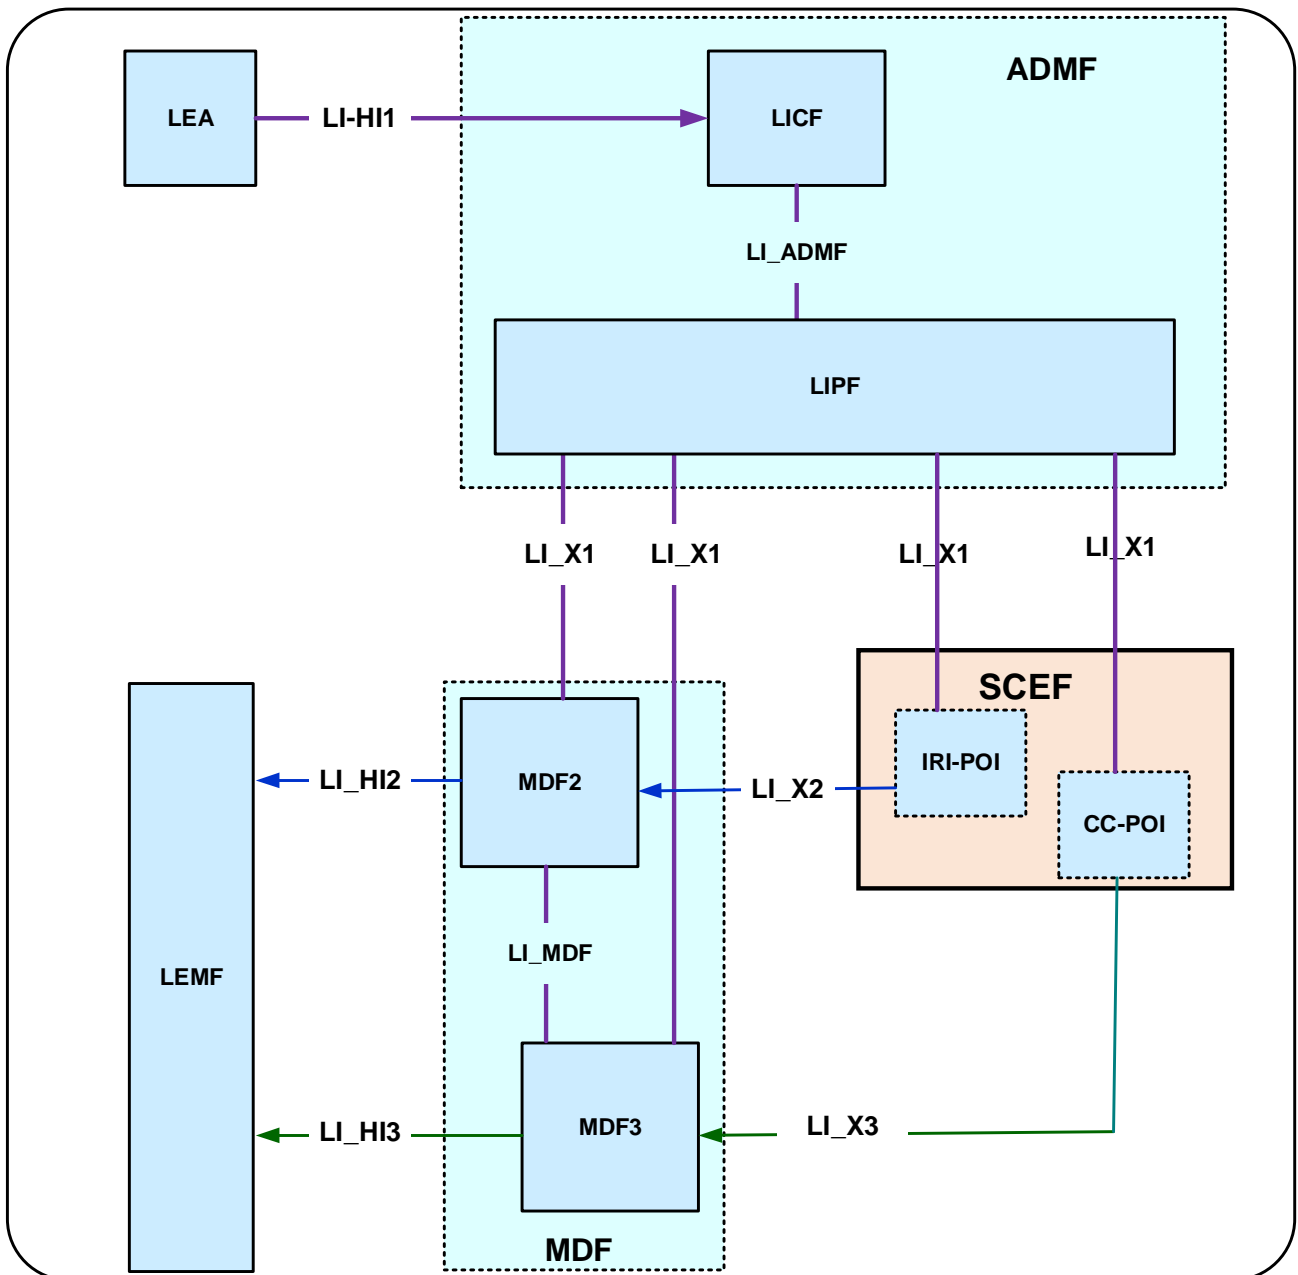 ADMF
LEA
LI-HI1
LICF
LI_ADMF
LIPF
LI_X1
LI_X1
LI_X1
LI_X1
SCEF
IRI-POI
MDF2
LI_HI2
LI_X2
CC-POI
LI_MDF
LEMF
MDF3
LI_HI3
LI_X3
MDF